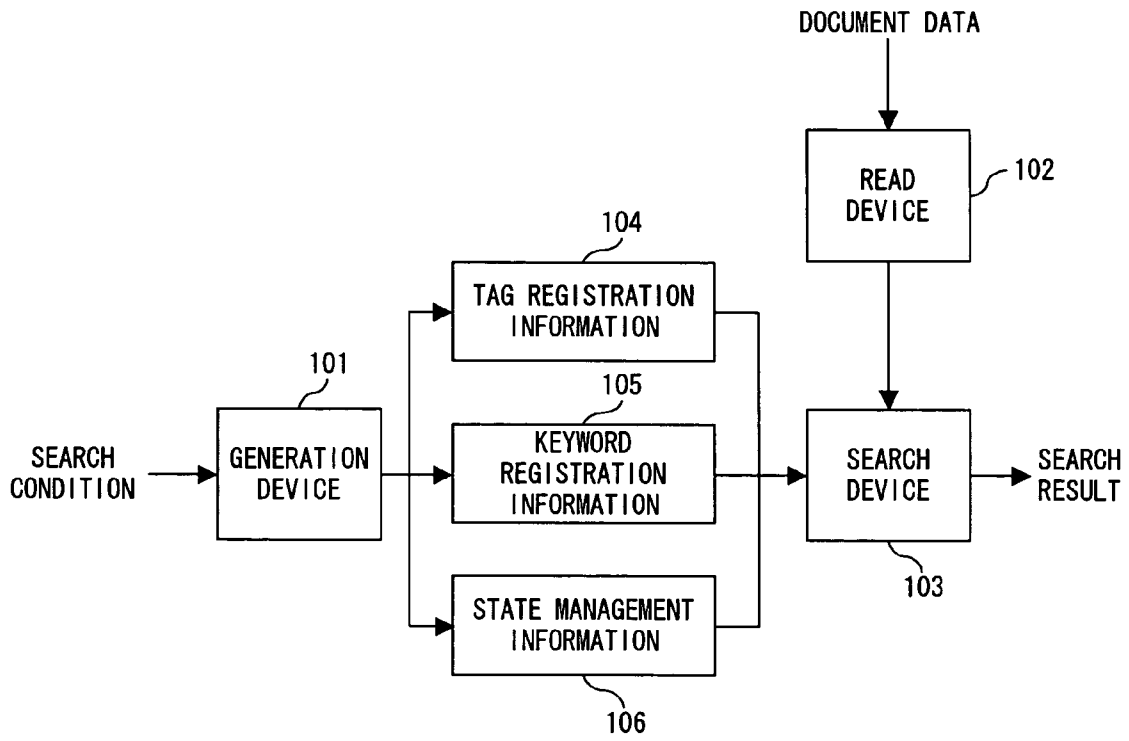 DOCUMENT DATA
READ
DEVICE
102
104
TAG REGISTRATION
INFORMATION
101
105
SEARCH
CONDITION
GENERATION
DEVICE
KEYWORD
REGISTRATION
INFORMATION
SEARCH
DEVICE
SEARCH
RESULT
103
STATE MANAGEMENT
INFORMATION
106